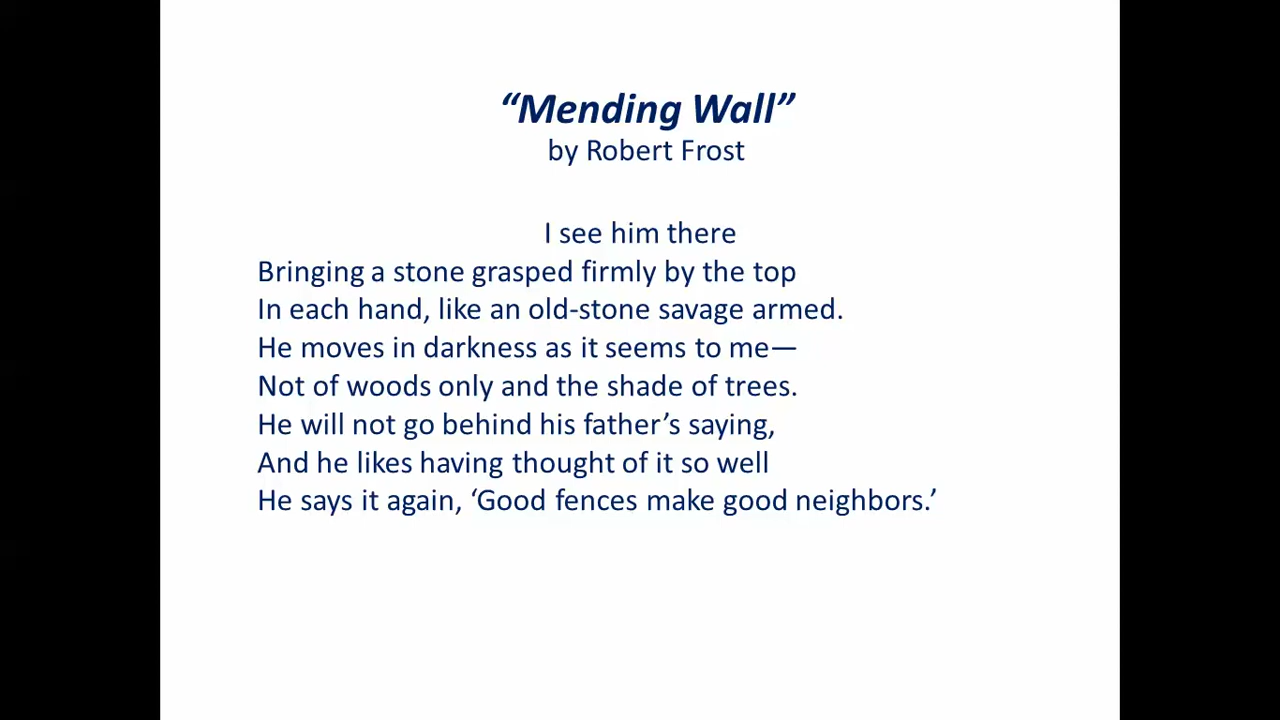 “Mending Wall”
by Robert Frost
I see him there
Bringing a stone grasped firmly by the top
In each hand, like an old-stone savage armed.
He moves in darkness as it seems to me—
Not of woods only and the shade of trees.
He will not go behind his father’s saying,
And he likes having thought of it so well
He says it again, ‘Good fences make good neighbors.’